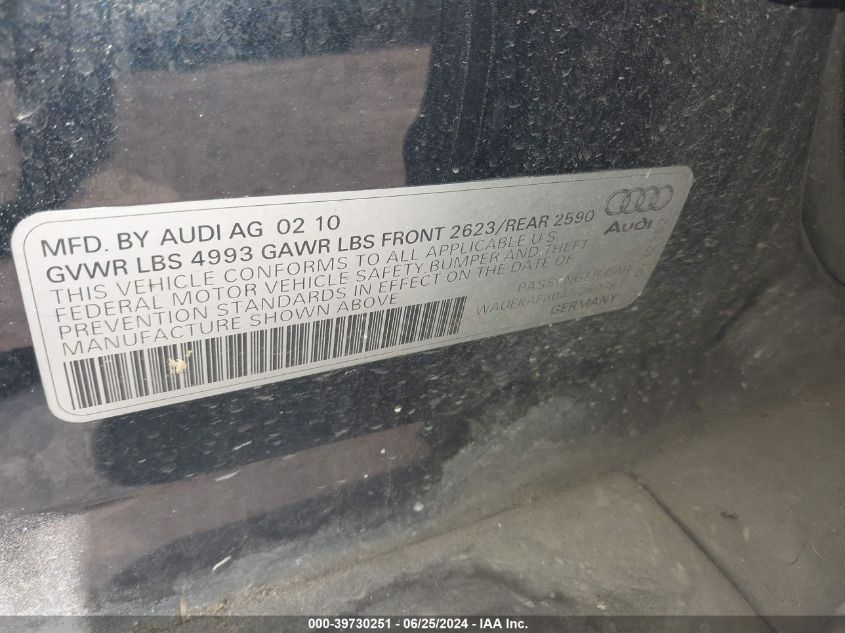 MFD. BY AUDI AG 02 10
GVWR LBS 4993 GAWR LBS FRONT 2623/REAR 2590
THIS VEHICLE CONFORMS TO ALL APPLICABLE U.S.
FEDERAL MOTOR VEHICLE SAFETY, BUMPER AND THEFT
PREVENTION STANDARDS IN EFFECT ON THE DATE OF
MANUFACTURE SHOWN ABOVE
Audi
PASSENGER CAR
GERMANY
000-39730251 - 06/25/2024 - IAA Inc.